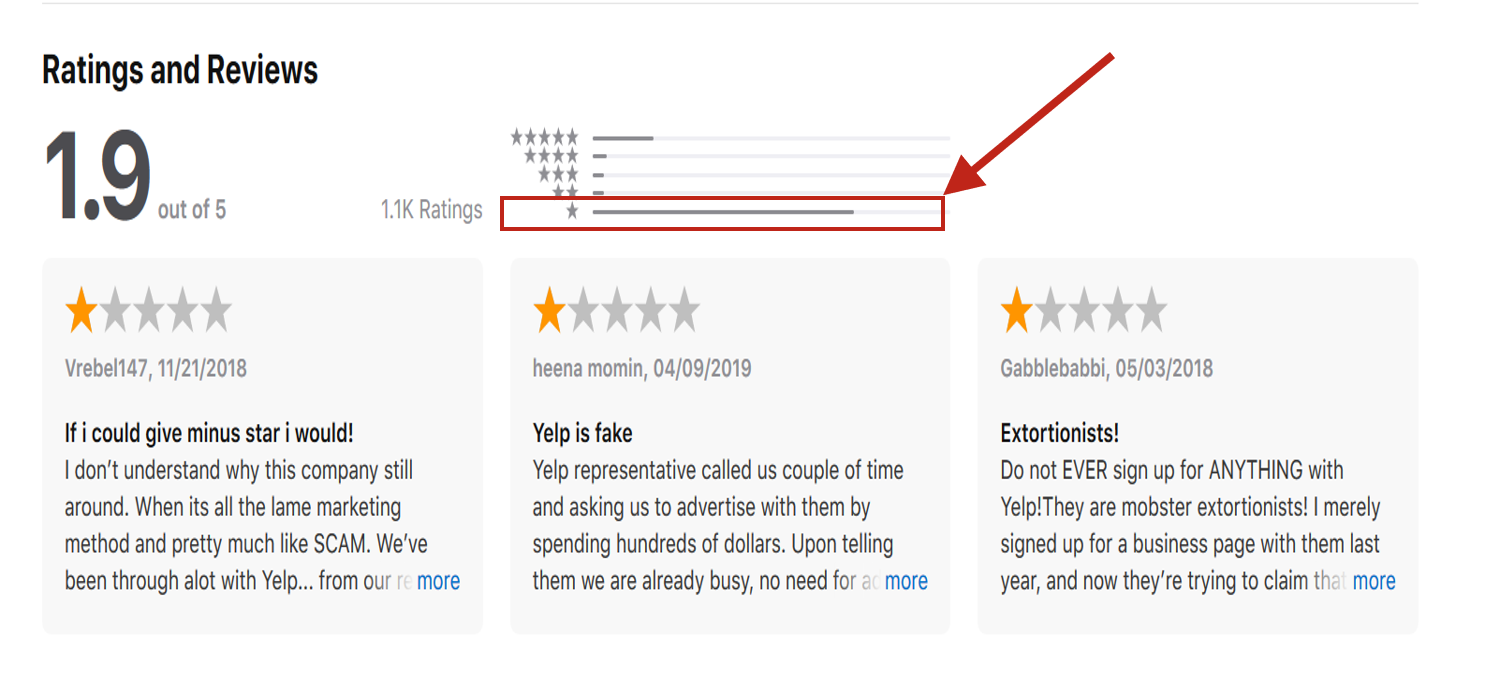 Ratings and Reviews
1.9 out of 5
1.1K Ratings
Vrebel147, 11/21/2018
If i could give minus star i would!
I don’t understand why this company still
around. When its all the lame marketing
method and pretty much like SCAM. We’ve
been through alot with Yelp... from our more
heena momin, 04/09/2019
Yelp is fake
Yelp representative called us couple of time
and asking us to advertise with them by
spending hundreds of dollars. Upon telling
them we are already busy, no need for more
Gabblebabbi, 05/03/2018
Extortionists!
Do not EVER sign up for ANYTHING with
Yelp!They are mobster extortionists! I merely
signed up for a business page with them last
year, and now they’re trying to claim that more